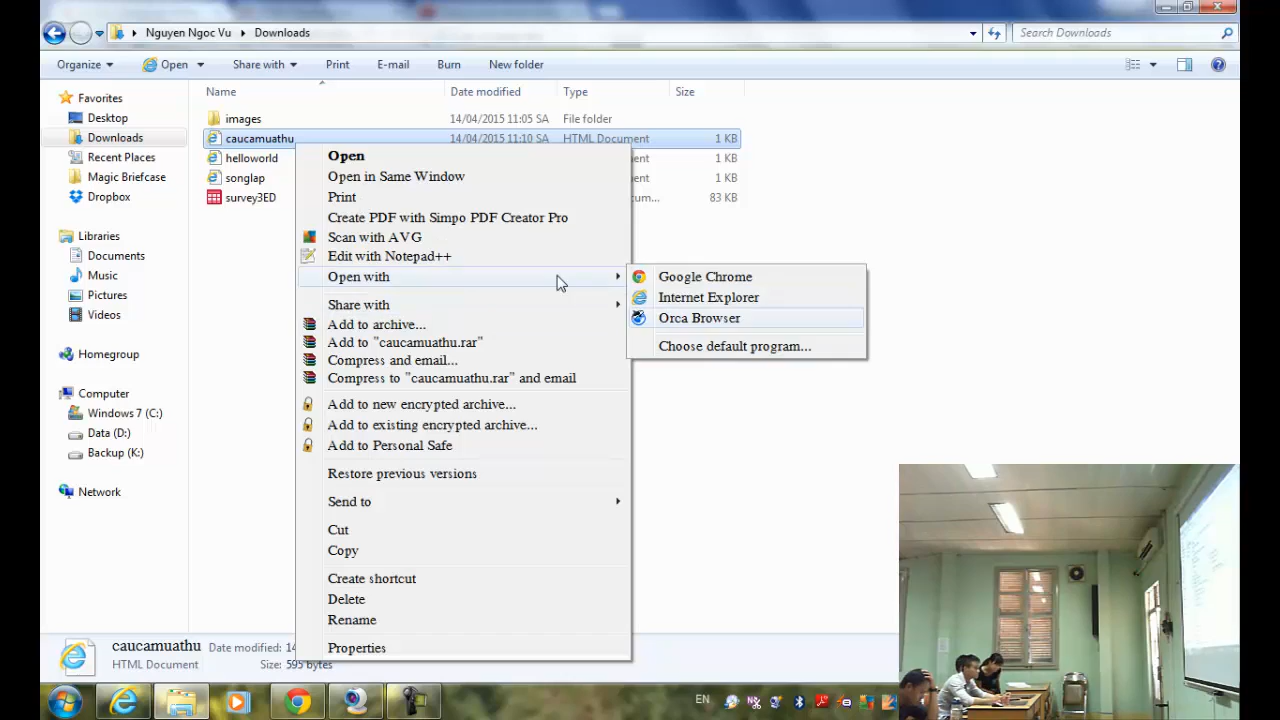 Nguyen Ngoc Vu Downloads Search Downloads
Organize Open Share with Print E-mail Burn New folder
Name Date modified Type Size
Favorites
Desktop
Downloads
Recent Places
Magic Briefcase
Dropbox
Libraries
Documents
Music
Pictures
Videos
Homegroup
Computer
Windows 7 (C:)
Data (D:)
Backup (K:)
Network
images 14/04/2015 11:05 SA File folder
caucamuathu 14/04/2015 11:10 SA HTML Document 1 KB
helloworld ent 1 KB
songlap ent 1 KB
survey3ED um... 83 KB
Open
Open in Same Window
Print
Create PDF with Simpo PDF Creator Pro
Scan with AVG
Edit with Notepad++
Open with
Share with
Add to archive...
Add to "caucamuathu.rar"
Compress and email...
Compress to "caucamuathu.rar" and email
Add to new encrypted archive...
Add to existing encrypted archive...
Add to Personal Safe
Restore previous versions
Send to
Cut
Copy
Create shortcut
Delete
Rename
Properties
Google Chrome
Internet Explorer
Orca Browser
Choose default program...
caucamuathu Date modified: 14
HTML Document Size: 595 bytes
EN